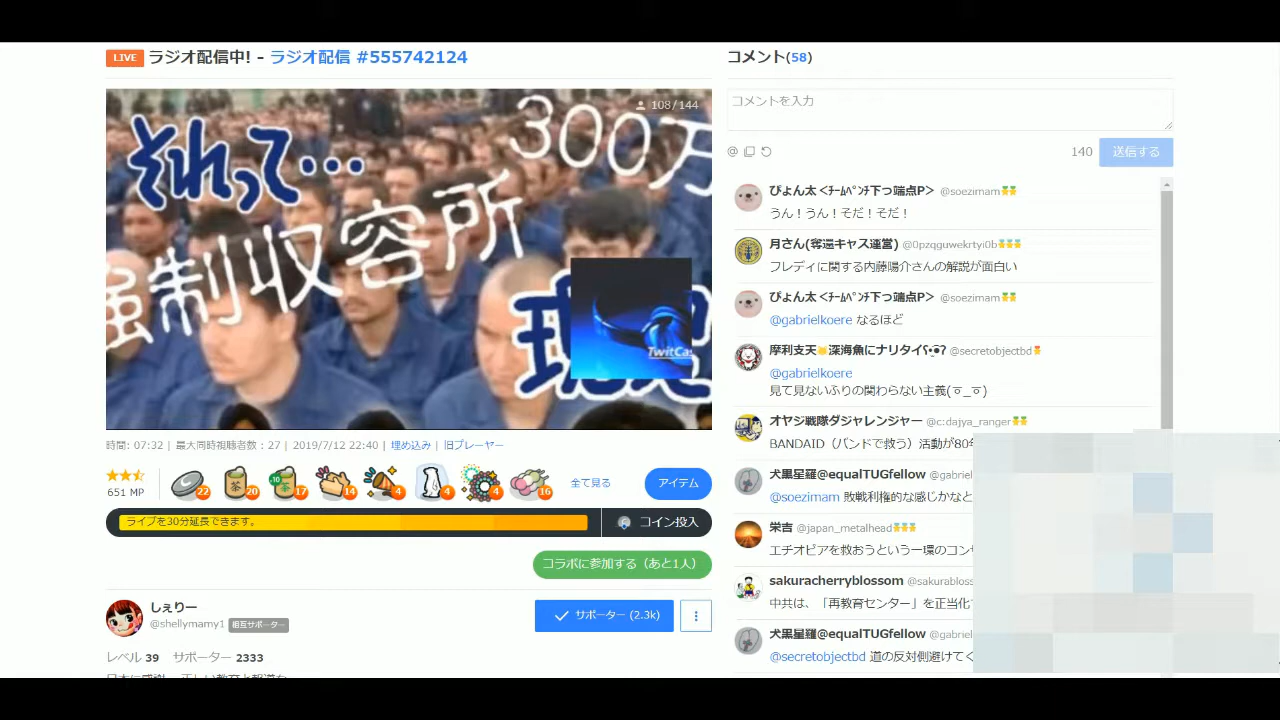 LIVE ラジオ配信中! - ラジオ配信 #555742124
108 / 144
それって…
300万
強制収容所
TwitCas
時間: 07:32 | 最大同時視聴者数 : 27 | 2019/7/12 22:40 | 埋め込み | 旧プレーヤー
651 MP
22
20
+10
17
14
4
4
4
16
全て見る
アイテム
ライブを30分延長できます。
コイン投入
コラボに参加する（あと1人）
しぇりー
@shellymamy1 相互サポーター
サポーター (2.3k)
レベル 39 サポーター 2333
コメント(58)
コメントを入力
@
140
送信する
ぴょん太<ﾁｰﾑﾍﾟﾝﾁ下っ端点P> @soezimam
うん！うん！そだ！そだ！
月さん(奪還キャス運営) @0pzqguwekrtyi0b
フレディに関する内藤陽介さんの解説が面白い
ぴょん太<ﾁｰﾑﾍﾟﾝﾁ下っ端点P> @soezimam
@gabrielkoere なるほど
摩利支天 深海魚にナリタイ @secretobjectbd
@gabrielkoere
見て見ないふりの関わらない主義(ㅎ_ㅎ)
オヤジ戦隊ダジャレンジャー @c:dajya_ranger
BANDAID（バンドで救う）活動が80
犬黒星羅@equalTUGfellow @gabriel
@soezimam 敗戦利権的な感じかなと
栄吉 @japan_metalhead
エチオピアを救おうという一環のコン
sakuracherryblossom @sakurabloss
中共は、「再教育センター」を正当化
犬黒星羅@equalTUGfellow @gabriel
@secretobjectbd 道の反対側避けてく